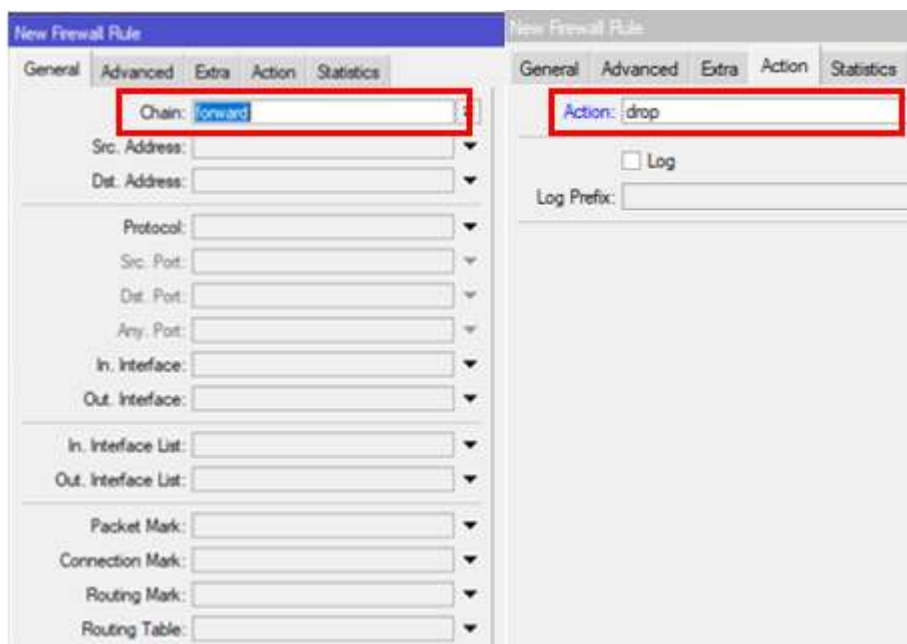 New Firewall Rule
General Advanced Extra Action Statistics
Chain: forward
Src. Address:
Dst. Address:
Protocol:
Src. Port:
Dst. Port:
Any. Port:
In. Interface:
Out. Interface:
In. Interface List:
Out. Interface List:
Packet Mark:
Connection Mark:
Routing Mark:
Routing Table:
New Firewall Rule
General Advanced Extra Action Statistics
Action: drop
Log
Log Prefix: